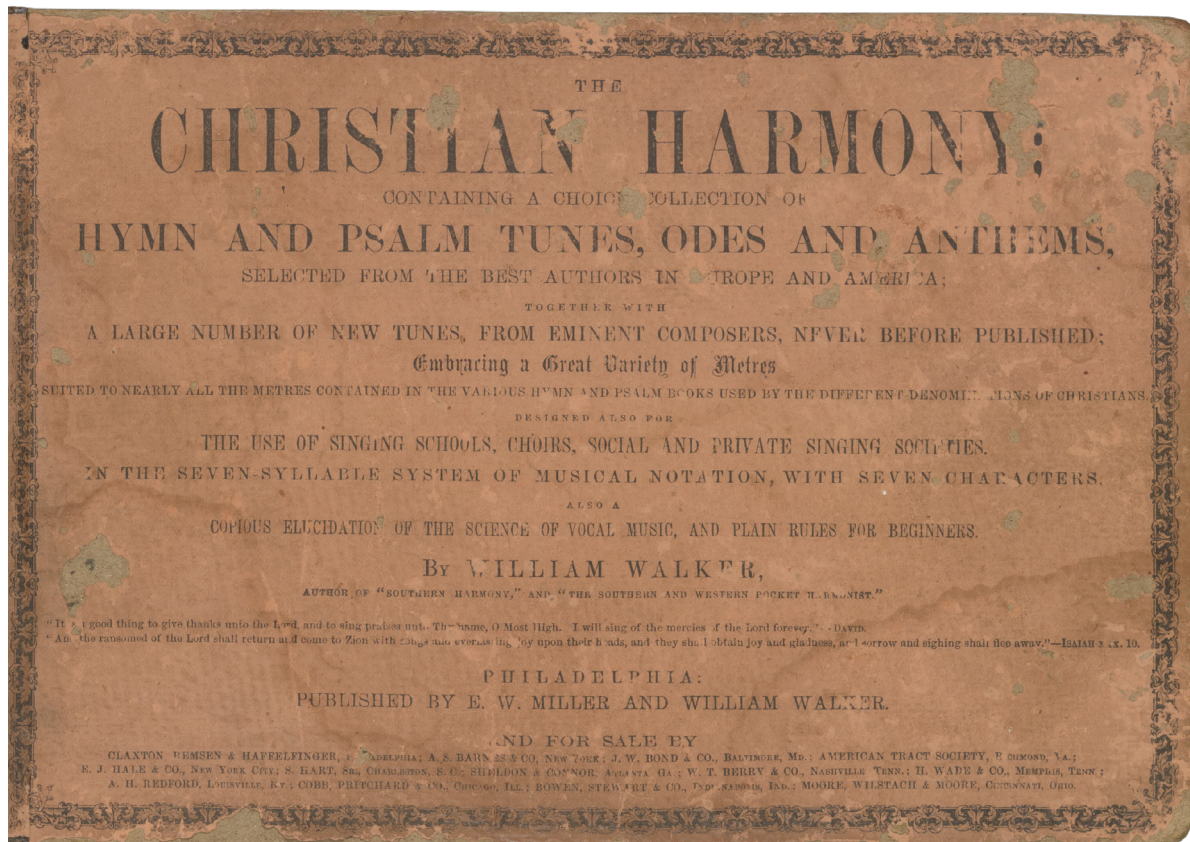 THE
CHRISTIAN HARMONY:
CONTAINING A CHOICE COLLECTION OF
HYMN AND PSALM TUNES, ODES AND ANTHEMS,
SELECTED FROM THE BEST AUTHORS IN EUROPE AND AMERICA;
TOGETHER WITH
A LARGE NUMBER OF NEW TUNES, FROM EMINENT COMPOSERS, NEVER BEFORE PUBLISHED;
Embracing a Great Variety of Metres
SUITED TO NEARLY ALL THE METRES CONTAINED IN THE VARIOUS HYMN AND PSALM BOOKS USED BY THE DIFFERENT DENOMINATIONS OF CHRISTIANS.
DESIGNED ALSO FOR
THE USE OF SINGING SCHOOLS, CHOIRS, SOCIAL AND PRIVATE SINGING SOCIETIES.
IN THE SEVEN-SYLLABLE SYSTEM OF MUSICAL NOTATION, WITH SEVEN CHARACTERS.
ALSO A
COPIOUS ELUCIDATION OF THE SCIENCE OF VOCAL MUSIC, AND PLAIN RULES FOR BEGINNERS.
BY WILLIAM WALKER,
AUTHOR OF "SOUTHERN HARMONY," AND "THE SOUTHERN AND WESTERN POCKET HARMONIST."
"It is a good thing to give thanks unto the Lord, and to sing praises unto Thy name, O Most High. I will sing of the mercies of the Lord forever."—DAVID.
"And the ransomed of the Lord shall return and come to Zion with songs and everlasting joy upon their heads, and they shall obtain joy and gladness, and sorrow and sighing shall flee away."—ISAIAH 10.
PHILADELPHIA:
PUBLISHED BY E. W. MILLER AND WILLIAM WALKER.
AND FOR SALE BY
CLAXTON REMSEN & HAFFELFINGER, PHILADELPHIA; A. S. BARNES & CO, NEW YORK; J. W. BOND & CO., BALTIMORE, MD.; AMERICAN TRACT SOCIETY, RICHMOND, VA.;
E. J. HALE & CO., NEW YORK CITY; S. HART, SR., CHARLESTON, S. C.; SHELDON & CONNOR, ATLANTA GA.; W. T. BERRY & CO., NASHVILLE TENN.; H. WADE & CO., MEMPHIS, TENN.;
A. H. REDFORD, LOUISVILLE, KY.; COBB, PRITCHARD & CO., CHICAGO, ILL.; BOWEN, STEWART & CO., INDIANAPOLIS, IND.; MOORE, WILSTACH & MOORE, CINCINNATI, OHIO.